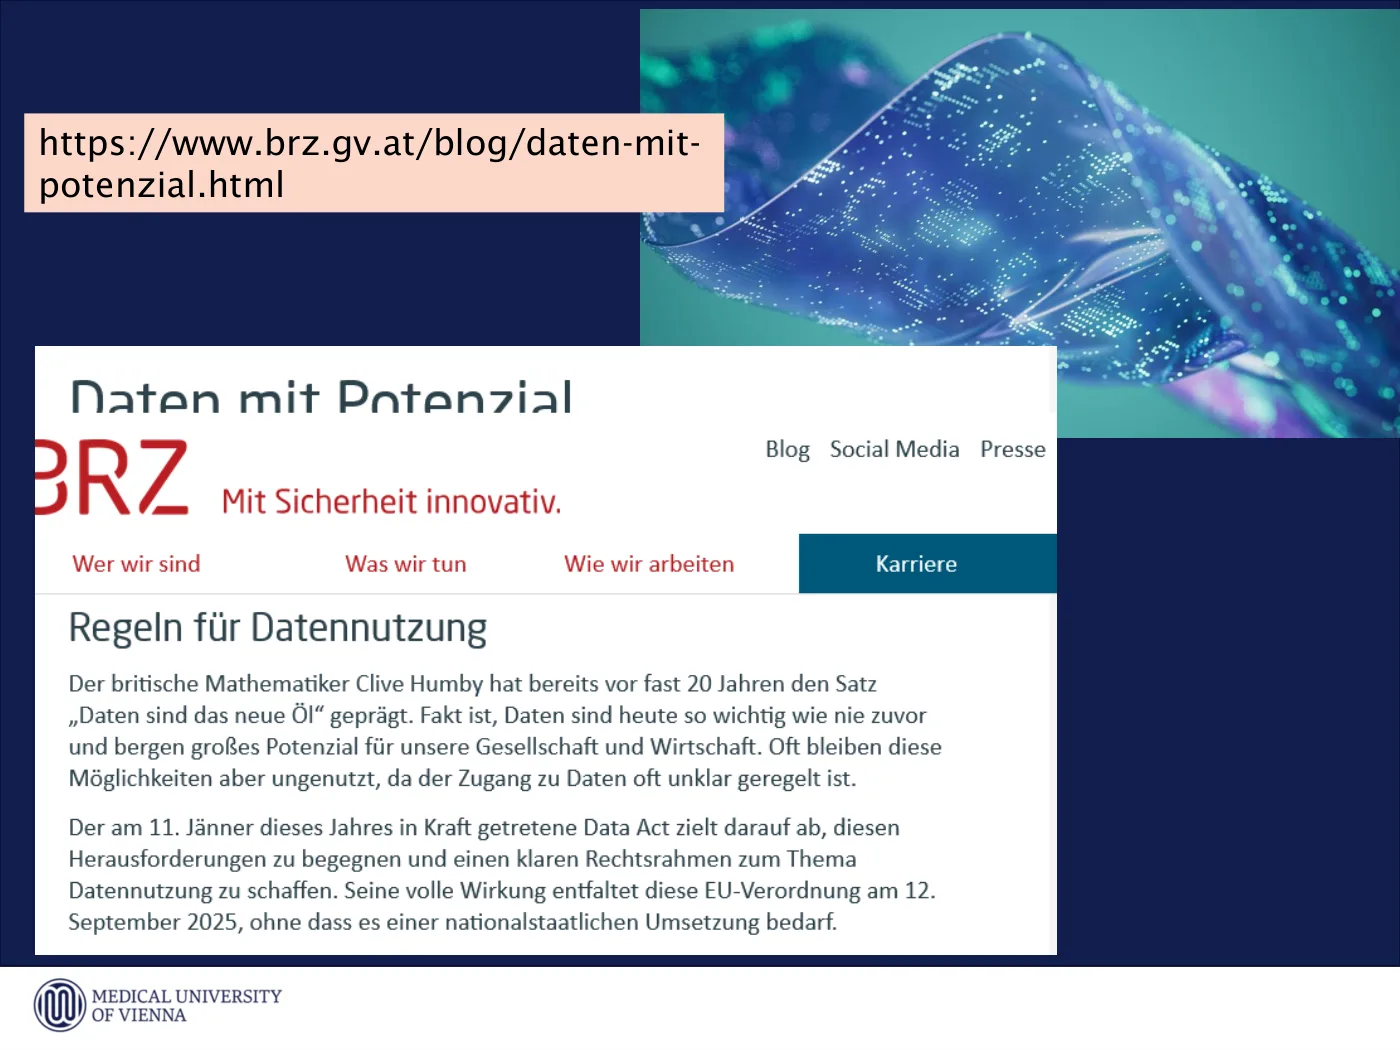 https://www.brz.gv.at/blog/daten-mit-
potenzial.html
Daten mit Potenzial
BRZ
Mit Sicherheit innovativ.
Blog Social Media Presse
Wer wir sind Was wir tun Wie wir arbeiten Karriere
Regeln für Datennutzung
Der britische Mathematiker Clive Humby hat bereits vor fast 20 Jahren den Satz
„Daten sind das neue Öl“ geprägt. Fakt ist, Daten sind heute so wichtig wie nie zuvor
und bergen großes Potenzial für unsere Gesellschaft und Wirtschaft. Oft bleiben diese
Möglichkeiten aber ungenutzt, da der Zugang zu Daten oft unklar geregelt ist.
Der am 11. Jänner dieses Jahres in Kraft getretene Data Act zielt darauf ab, diesen
Herausforderungen zu begegnen und einen klaren Rechtsrahmen zum Thema
Datennutzung zu schaffen. Seine volle Wirkung entfaltet diese EU-Verordnung am 12.
September 2025, ohne dass es einer nationalstaatlichen Umsetzung bedarf.
MEDICAL UNIVERSITY
OF VIENNA